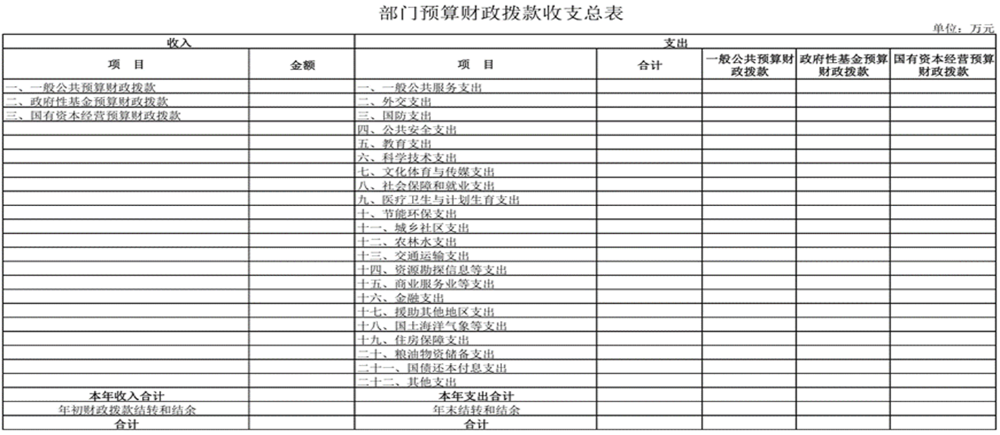 部门预算财政拨款收支总表
单位：万元
收入 支出
项 目 金额 项 目 合计 一般公共预算财 政府性基金预算 国有资本经营预算
政拨款 财政拨款 财政拨款
一、一般公共预算财政拨款 一、一般公共服务支出
二、政府性基金预算财政拨款 二、外交支出
三、国有资本经营预算财政拨款 三、国防支出
四、公共安全支出
五、教育支出
六、科学技术支出
七、文化体育与传媒支出
八、社会保障和就业支出
九、医疗卫生与计划生育支出
十、节能环保支出
十一、城乡社区支出
十二、农林水支出
十三、交通运输支出
十四、资源勘探信息等支出
十五、商业服务业等支出
十六、金融支出
十七、援助其他地区支出
十八、国土海洋气象等支出
十九、住房保障支出
二十、粮油物资储备支出
二十一、国债还本付息支出
二十二、其他支出
本年收入合计 本年支出合计
年初财政拨款结转和结余 年末结转和结余
合计 合计